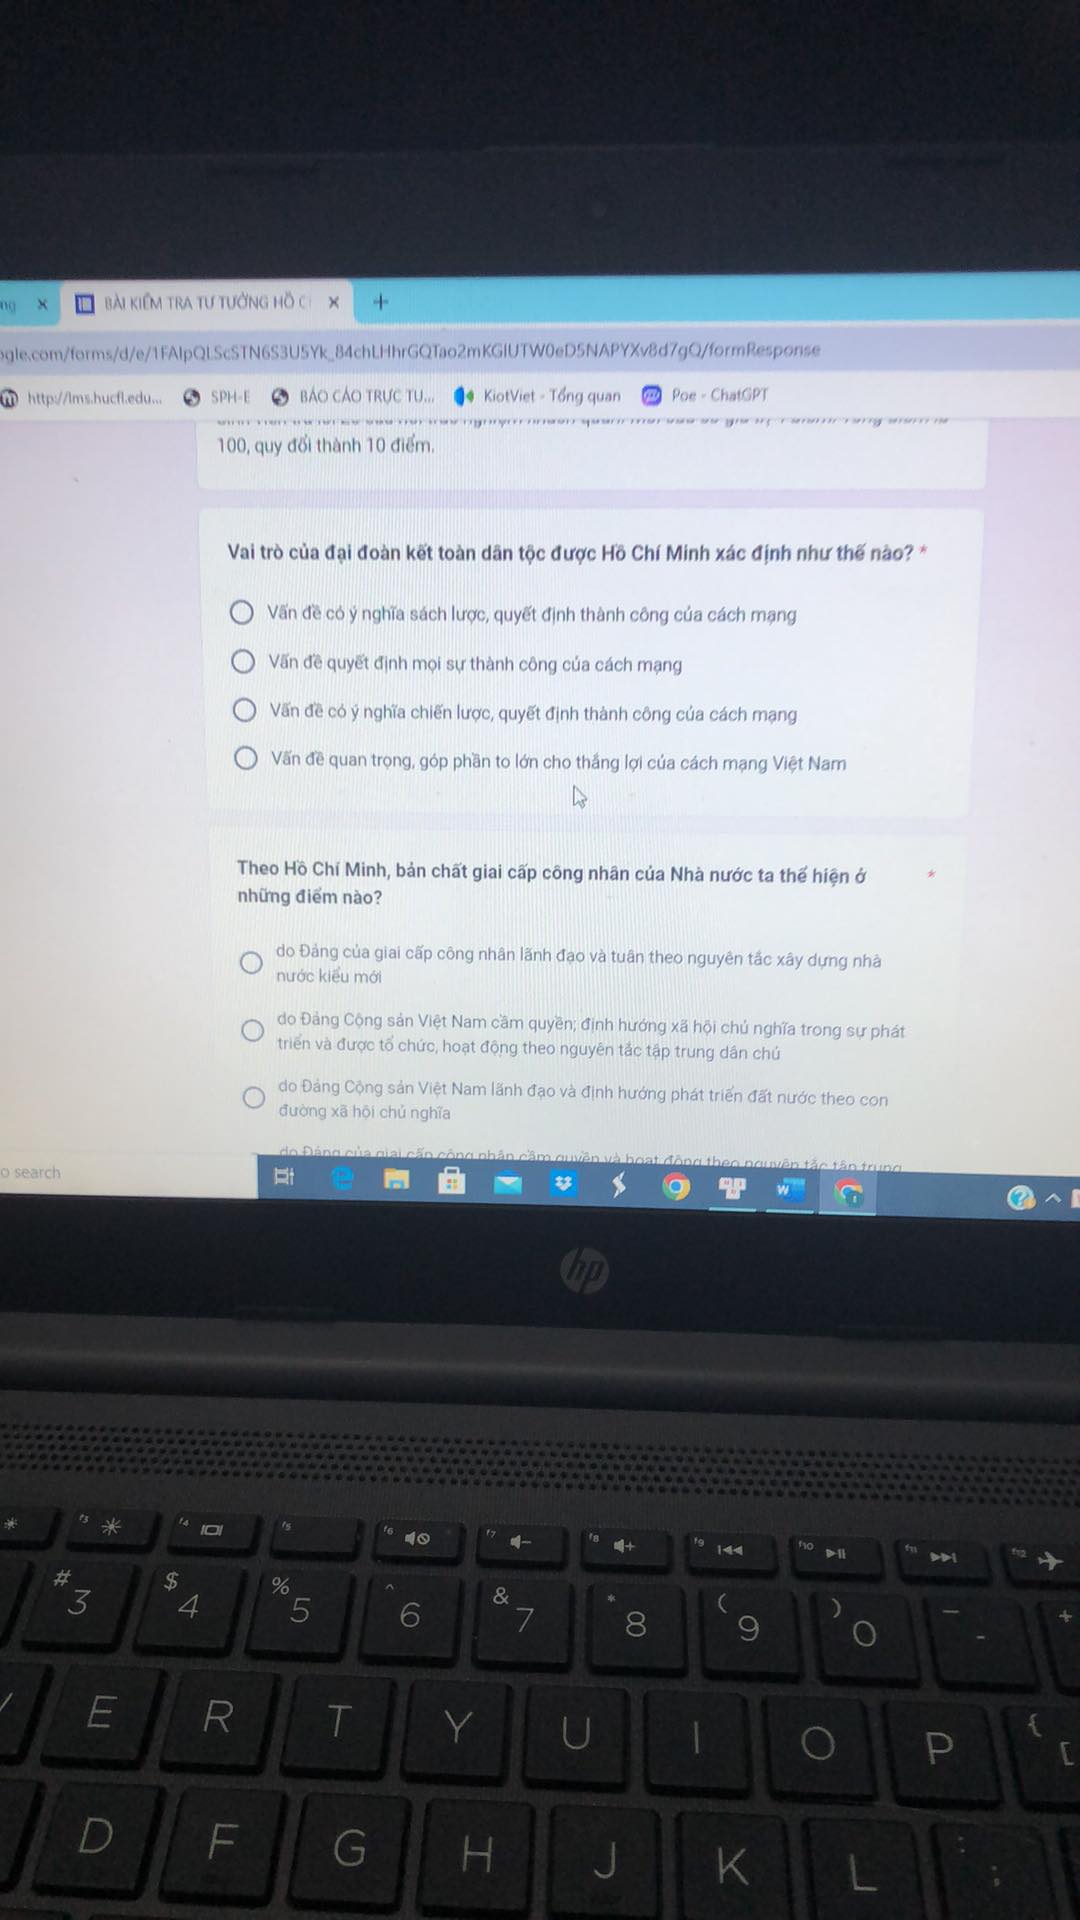 ng × BÀI KIỂM TRA TƯ TƯỞNG HỒ C × +
ogle.com/forms/d/e/1FAIpQLScSTN6S3U5Yk_84chLHhrGQTao2mKGIUTW0eD5NAPYXv8d7gQ/formResponse
http://lms.hucfl.edu... SPH-E BÁO CÁO TRỰC TU... KiotViet - Tổng quan Poe - ChatGPT
100, quy đổi thành 10 điểm.
Vai trò của đại đoàn kết toàn dân tộc được Hồ Chí Minh xác định như thế nào? *
Vấn đề có ý nghĩa sách lược, quyết định thành công của cách mạng
Vấn đề quyết định mọi sự thành công của cách mạng
Vấn đề có ý nghĩa chiến lược, quyết định thành công của cách mạng
Vấn đề quan trọng, góp phần to lớn cho thắng lợi của cách mạng Việt Nam
Theo Hồ Chí Minh, bản chất giai cấp công nhân của Nhà nước ta thể hiện ở *
những điểm nào?
do Đảng của giai cấp công nhân lãnh đạo và tuân theo nguyên tắc xây dựng nhà
nước kiểu mới
do Đảng Cộng sản Việt Nam cầm quyền; định hướng xã hội chủ nghĩa trong sự phát
triển và được tổ chức, hoạt động theo nguyên tắc tập trung dân chủ
do Đảng Cộng sản Việt Nam lãnh đạo và định hướng phát triển đất nước theo con
đường xã hội chủ nghĩa
do Đảng của giai cấp công nhân cầm quyền và hoạt động theo nguyên tắc tập trung
o search
hp
f3 f4 f5 f6 f7 f8 f9 f10 f11 f12
# 3 $ 4 % 5 ^ 6 & 7 * 8 ( 9 ) 0 _ - +
E R T Y U I O P { [
D F G H J K L : ;